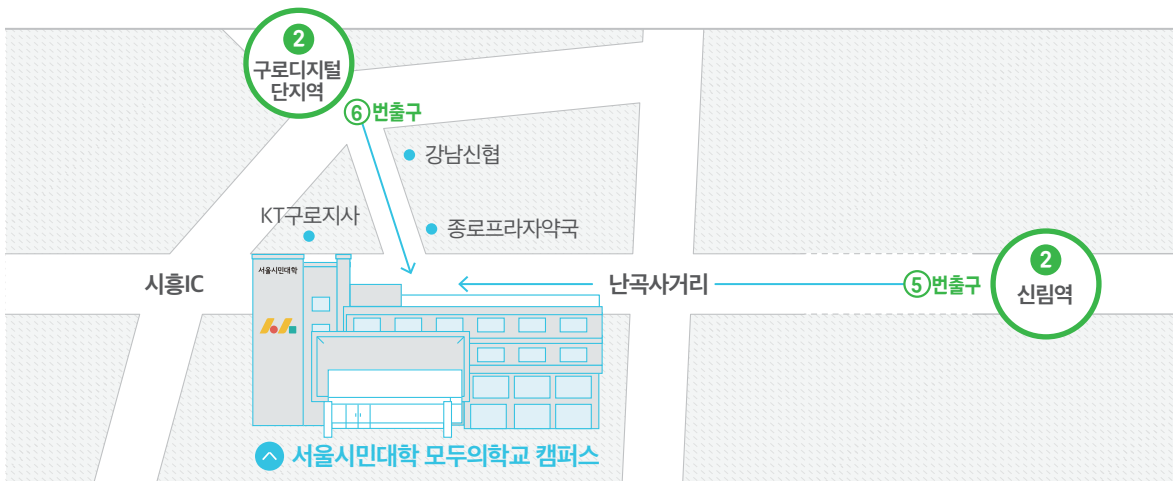 2
구로디지털
단지역
6번출구
강남신협
KT구로지사
종로프라자약국
시흥IC
서울시민대학
난곡사거리
5번출구
2
신림역
서울시민대학 모두의학교 캠퍼스